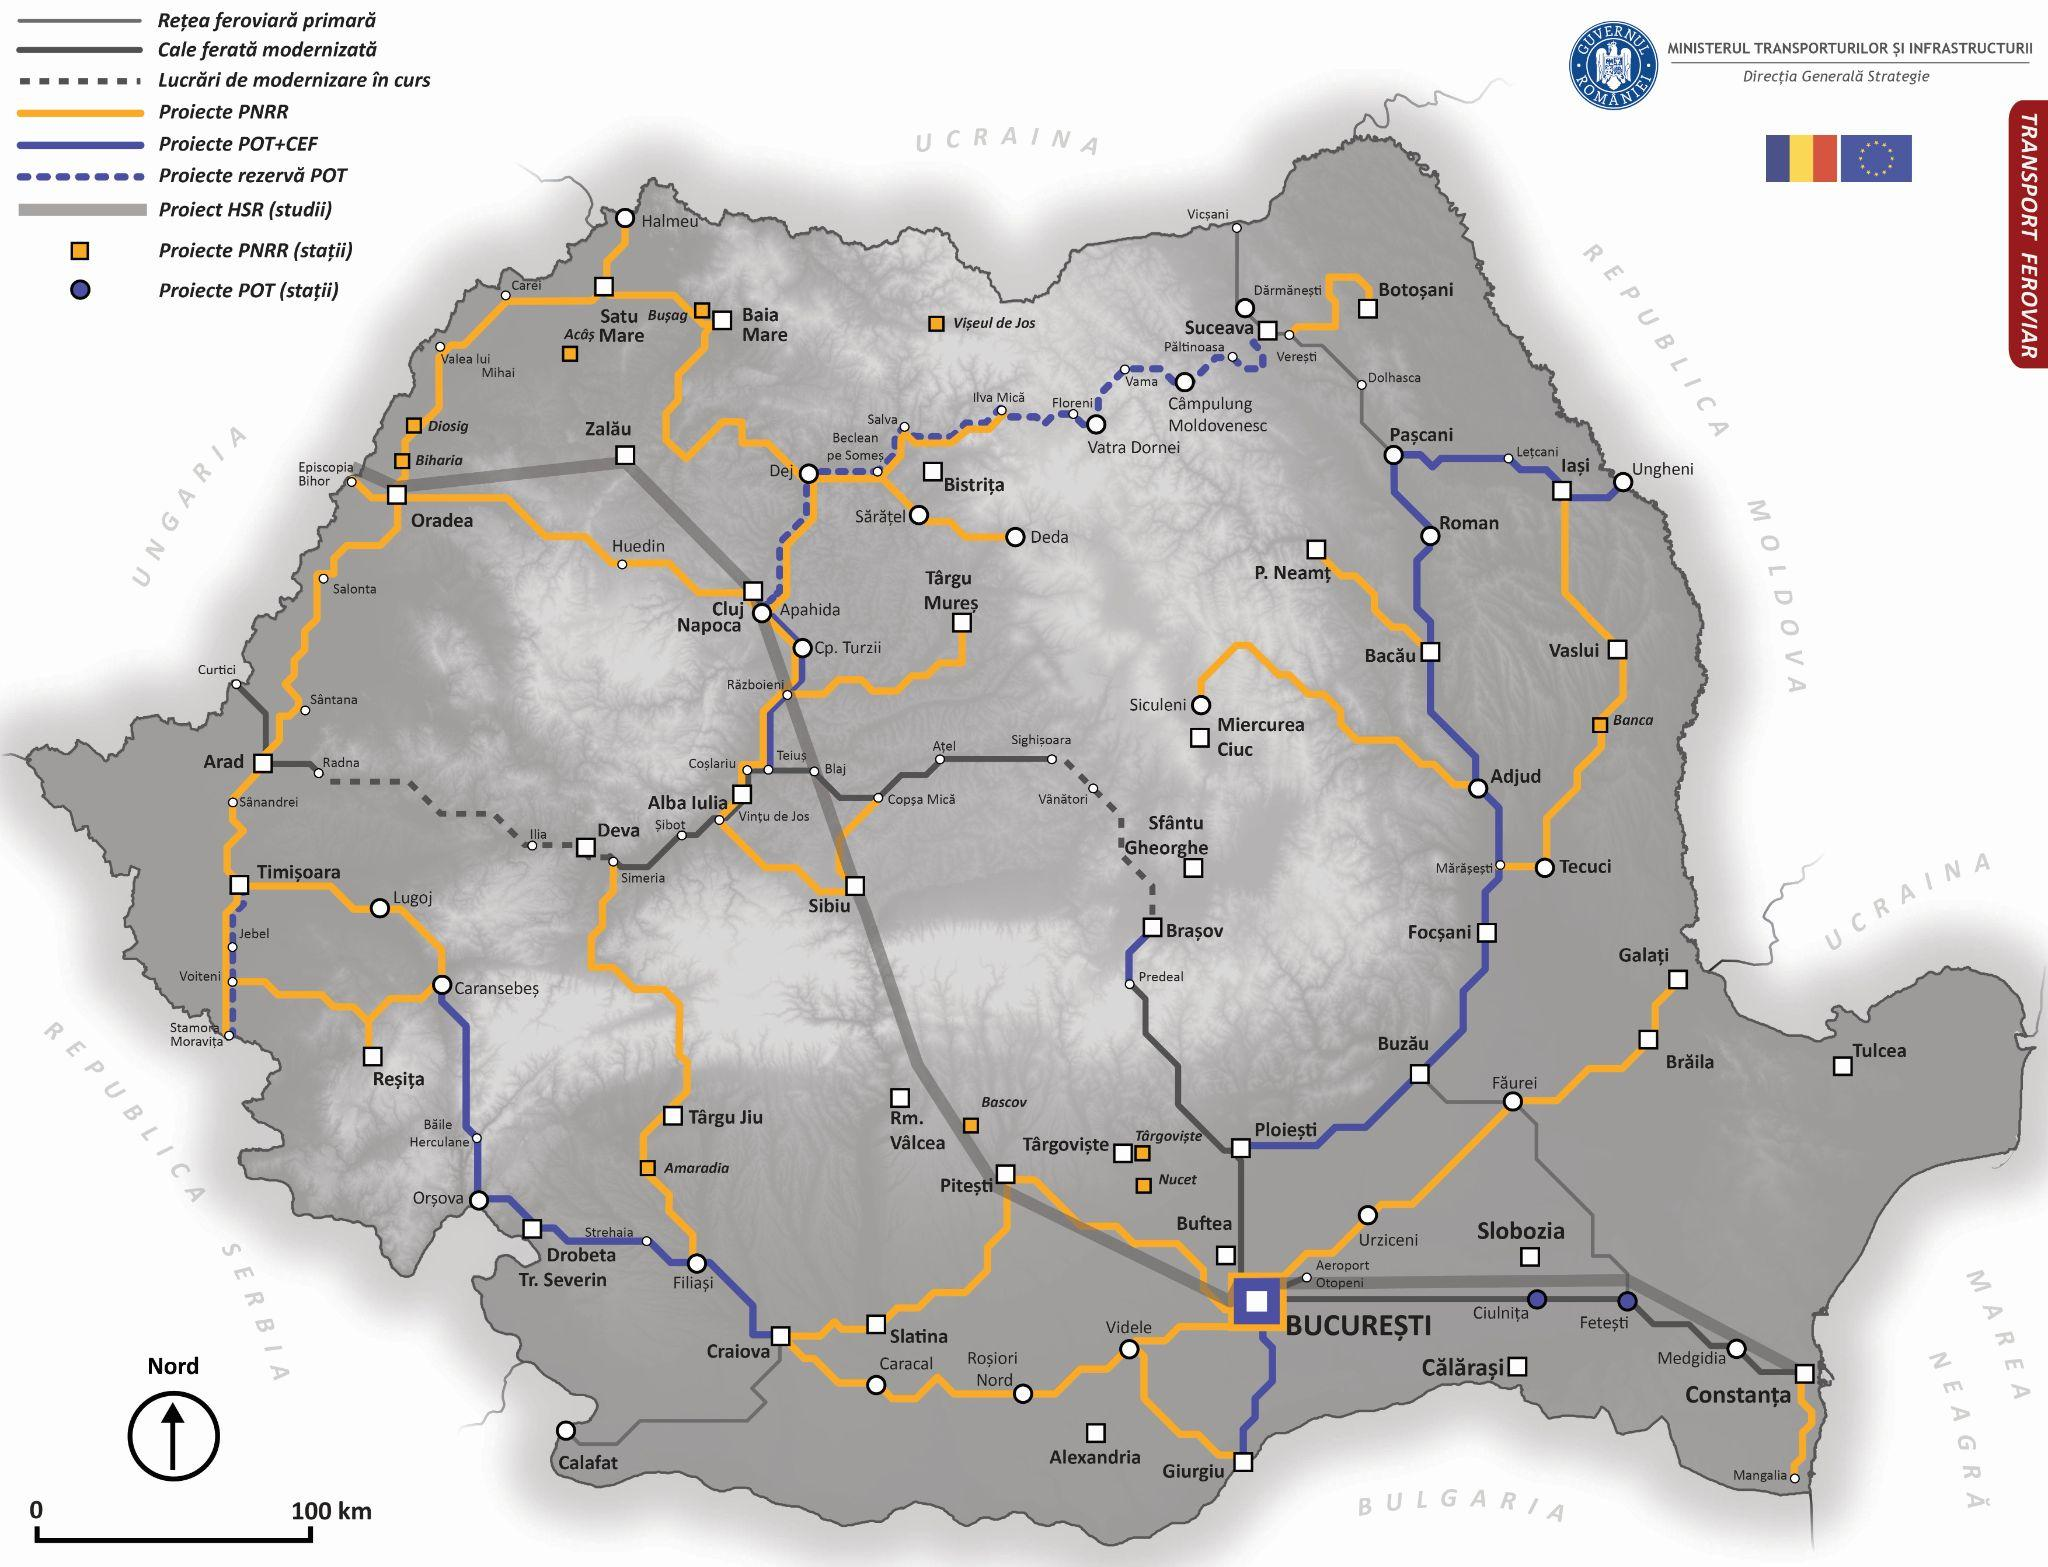 Rețea feroviară primară
Cale ferată modernizată
Lucrări de modernizare în curs
Proiecte PNRR
Proiecte POT+CEF
Proiecte rezervă POT
Proiect HSR (studii)
Proiecte PNRR (stații)
Proiecte POT (stații)
GUVERNUL ROMÂNIEI
MINISTERUL TRANSPORTURILOR ȘI INFRASTRUCTURII
Direcția Generală Strategie
TRANSPORT FEROVIAR
UCRAINA
REPUBLICA
MOLDOVA
UNGARIA
Halmeu
Vicșani
Carei
Satu
Mare
Bușag
Baia
Mare
Acâș
Vișeul de Jos
Dărmănești
Botoșani
Suceava
Păltinoasa
Verești
Valea lui
Mihai
Vama
Dolhasca
Câmpulung
Moldovenesc
Ilva Mică
Floreni
Vatra Dornei
Salva
Beclean
pe Someș
Diosig
Zalău
Biharia
Episcopia
Bihor
Dej
Bistrița
Pașcani
Lețcani
Iași
Ungheni
Oradea
Sărățel
Deda
Roman
Huedin
P. Neamț
Salonta
Târgu
Mureș
Cluj
Napoca
Apahida
Cp. Turzii
Bacău
Vaslui
Curtici
Războieni
Sântana
Siculeni
Miercurea
Ciuc
Banca
Arad
Radna
Coșlariu
Teiuș
Blaj
Ațel
Sighișoara
Adjud
Sânandrei
Alba Iulia
Vințu de Jos
Copșa Mică
Vânători
Ilia
Deva
Șibot
Sfântu
Gheorghe
Simeria
Mărășești
Tecuci
Timișoara
Lugoj
Sibiu
Brașov
Focșani
UCRAINA
Jebel
Galați
Voiteni
Caransebeș
Predeal
Stamora
Moravița
Reșița
Buzău
Brăila
Tulcea
Făurei
REPUBLICA
SERBIA
Băile
Herculane
Târgu Jiu
Rm.
Vâlcea
Bascov
Târgoviște
Târgoviște
Ploiești
Amaradia
Nucet
Pitești
Orșova
Buftea
Urziceni
Slobozia
Strehaia
Drobeta
Tr. Severin
Filiași
Aeroport
Otopeni
Ciulnița
Fetești
BUCUREȘTI
Craiova
Slatina
Videle
Caracal
Roșiori
Nord
Medgidia
Călărași
Constanța
MAREA
NEAGRĂ
Nord
Calafat
Alexandria
Giurgiu
Mangalia
BULGARIA
0 100 km